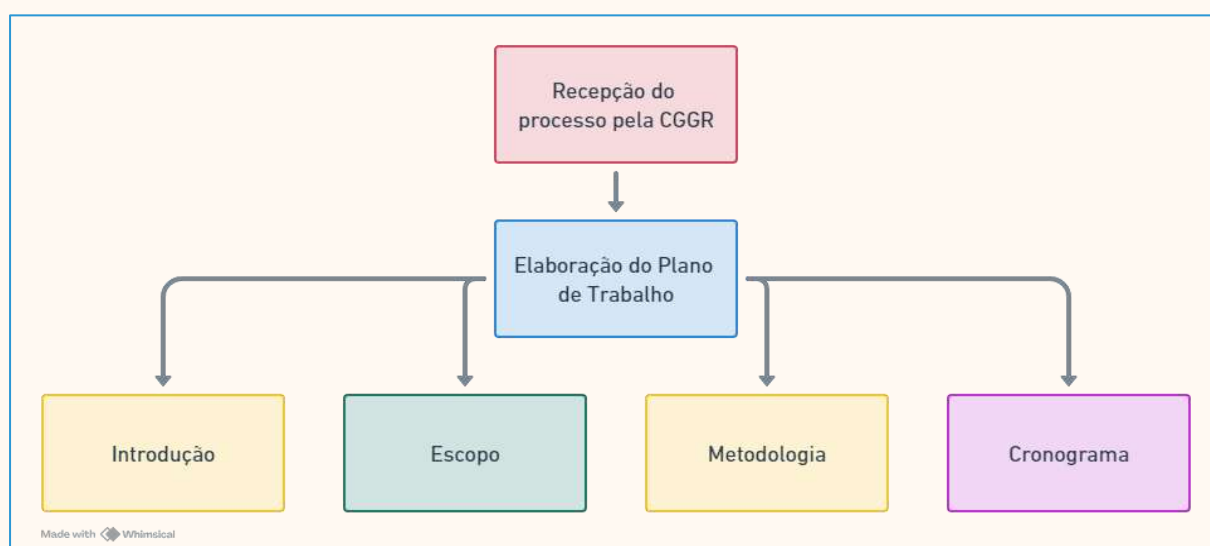 Recepção do
processo pela CGGR
Elaboração do Plano
de Trabalho
Introdução
Escopo
Metodologia
Cronograma
Made with Whimsical